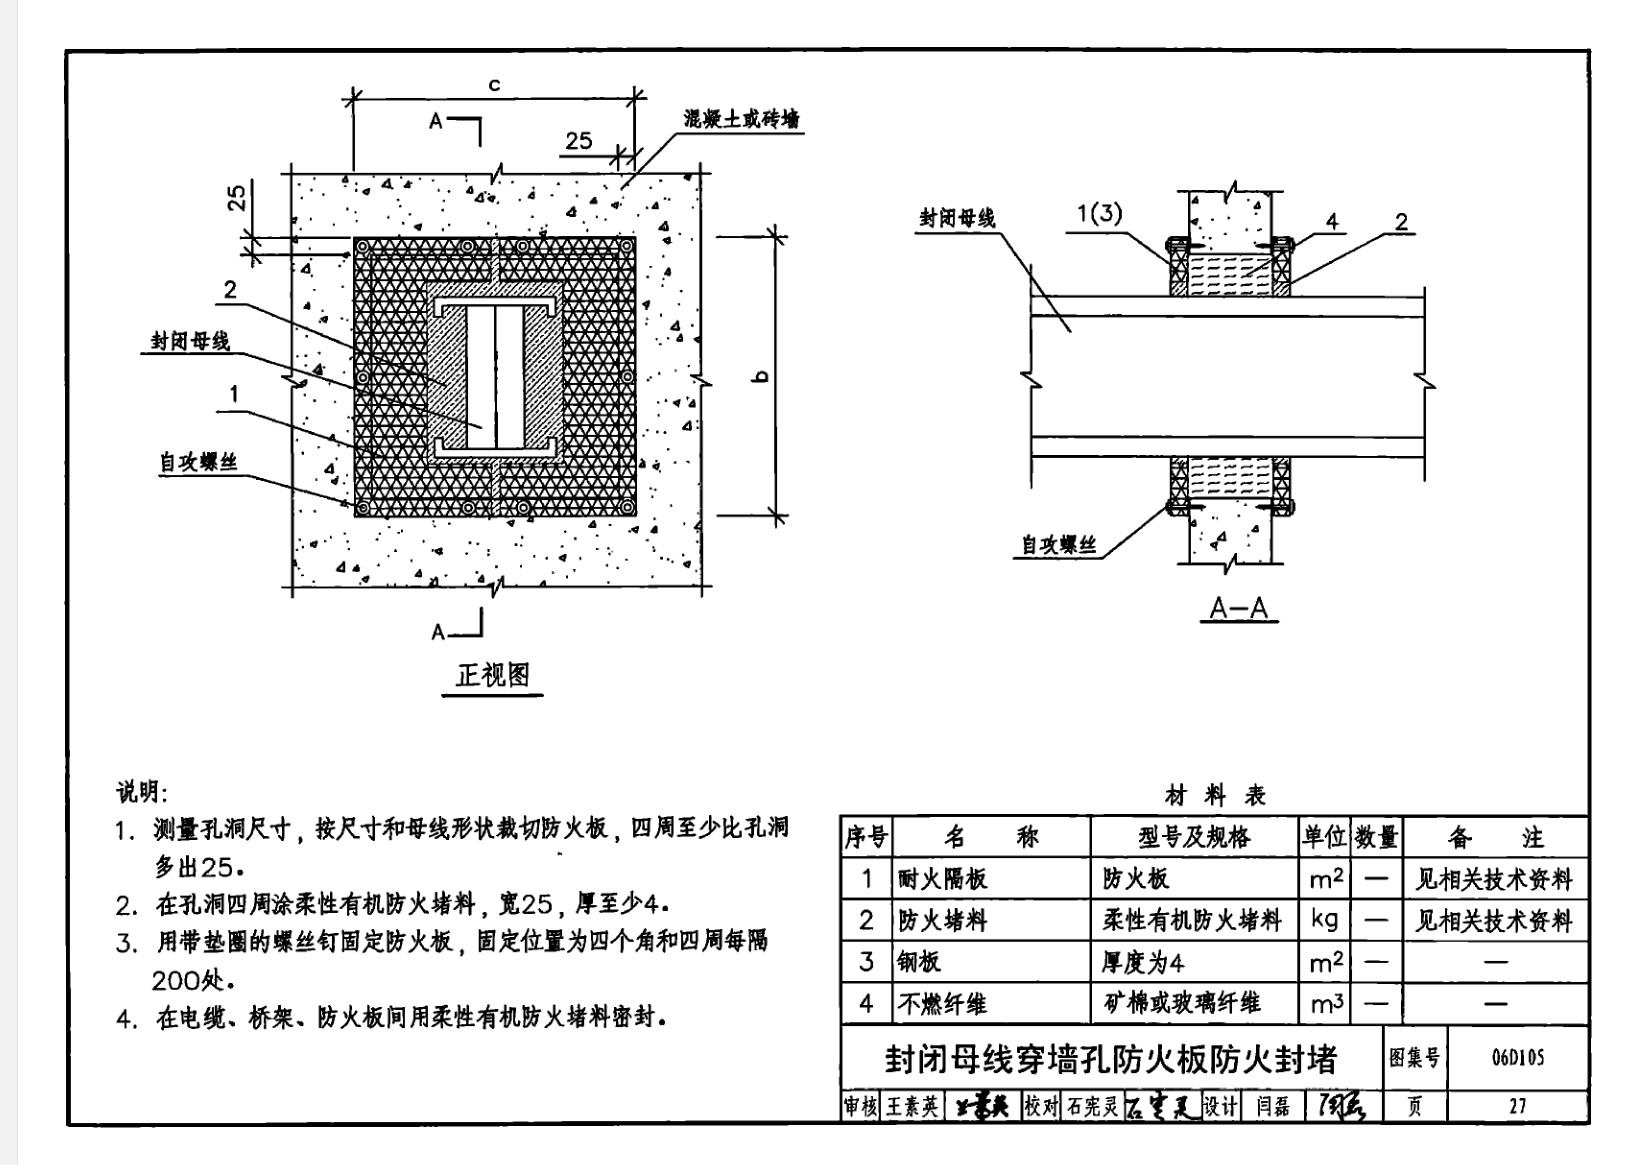 c
A
25
混凝土或砖墙
25
2
封闭母线
1
自攻螺丝
b
A
正视图
封闭母线
1(3)
4
2
自攻螺丝
A—A
说明:
1. 测量孔洞尺寸，按尺寸和母线形状裁切防火板，四周至少比孔洞
多出25。
2. 在孔洞四周涂柔性有机防火堵料，宽25，厚至少4。
3. 用带垫圈的螺丝钉固定防火板，固定位置为四个角和四周每隔
200处。
4. 在电缆、桥架、防火板间用柔性有机防火堵料密封。
材 料 表
序号 名 称 型号及规格 单位 数量 备 注
1 耐火隔板 防火板 m² — 见相关技术资料
2 防火堵料 柔性有机防火堵料 kg — 见相关技术资料
3 钢板 厚度为4 m² — —
4 不燃纤维 矿棉或玻璃纤维 m³ — —
封闭母线穿墙孔防火板防火封堵 图集号 06D105
审核 王素英 校对 石宪灵 石宪灵 设计 闫磊 页 27